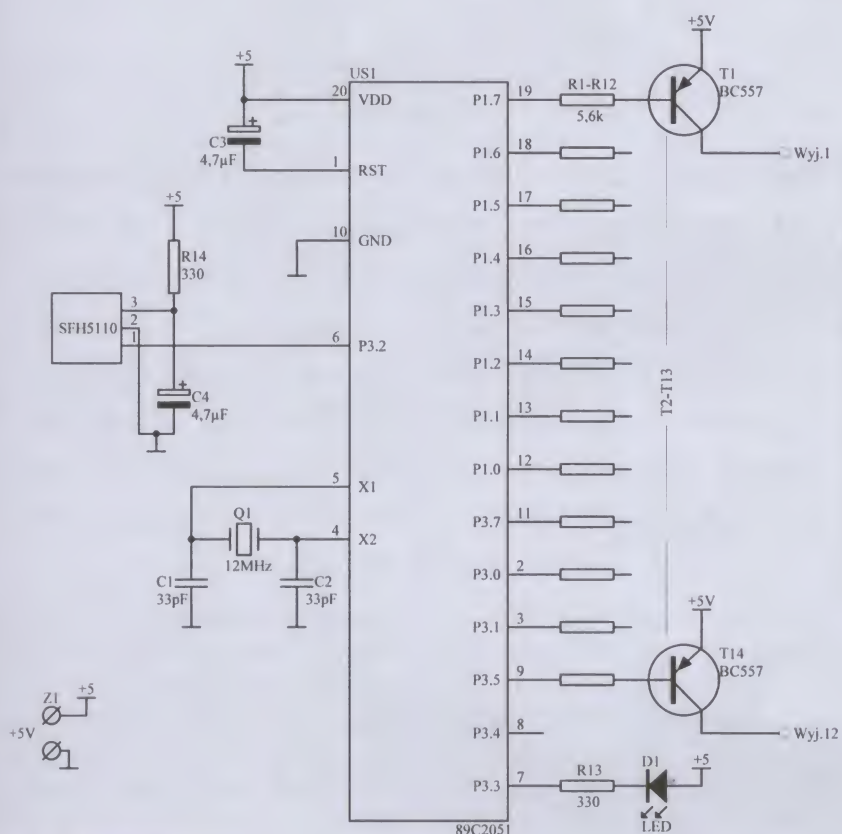 +5V
T1
BC557
Wyj.1
+5
US1
20
VDD
C3
+
4,7µF
1
RST
+5
10
GND
R14
330
SFH5110
3
2
1
6
P3.2
+
C4
4,7µF
5
X1
Q1
12MHz
4
X2
C1
33pF
C2
33pF
Z1
+5
+5V
P1.7
19
R1-R12
5,6k
P1.6
18
P1.5
17
P1.4
16
P1.3
15
P1.2
14
P1.1
13
P1.0
12
P3.7
11
P3.0
2
P3.1
3
P3.5
9
P3.4
8
P3.3
7
T2-T13
+5V
T14
BC557
Wyj.12
R13
330
D1
LED
+5
89C2051